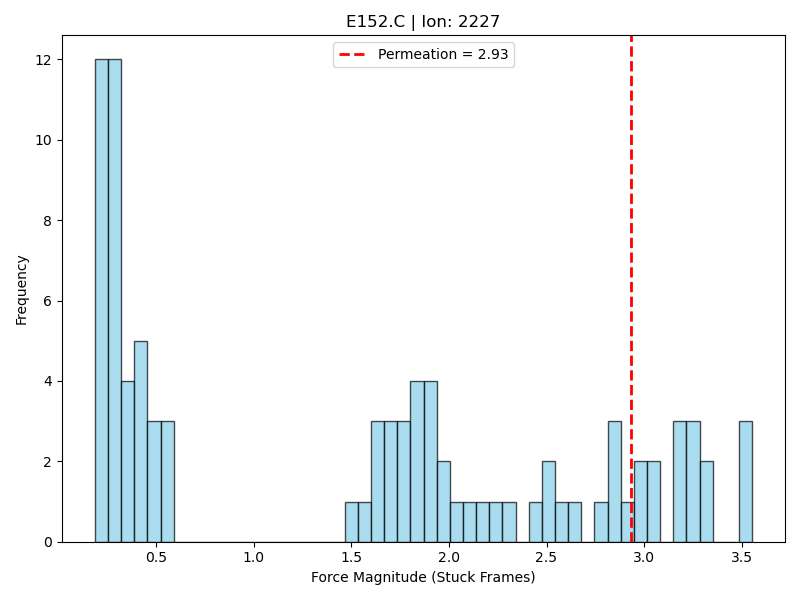 E152.C | Ion: 2227
Permeation = 2.93
12
10
8
6
4
2
0
Frequency
0.5 1.0 1.5 2.0 2.5 3.0 3.5
Force Magnitude (Stuck Frames)